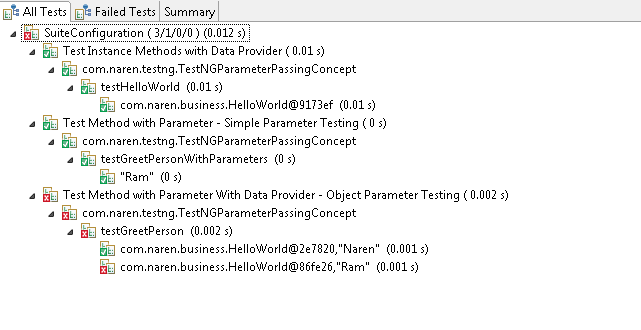 All Tests Failed Tests Summary
SuiteConfiguration ( 3/1/0/0 ) (0.012 s)
Test Instance Methods with Data Provider ( 0.01 s)
com.naren.testng.TestNGParameterPassingConcept
testHelloWorld (0.01 s)
com.naren.business.HelloWorld@9173ef (0.01 s)
Test Method with Parameter - Simple Parameter Testing ( 0 s)
com.naren.testng.TestNGParameterPassingConcept
testGreetPersonWithParameters (0 s)
"Ram" (0 s)
Test Method with Parameter With Data Provider - Object Parameter Testing ( 0.002 s)
com.naren.testng.TestNGParameterPassingConcept
testGreetPerson (0.002 s)
com.naren.business.HelloWorld@2e7820,"Naren" (0.001 s)
com.naren.business.HelloWorld@86fe26,"Ram" (0.001 s)